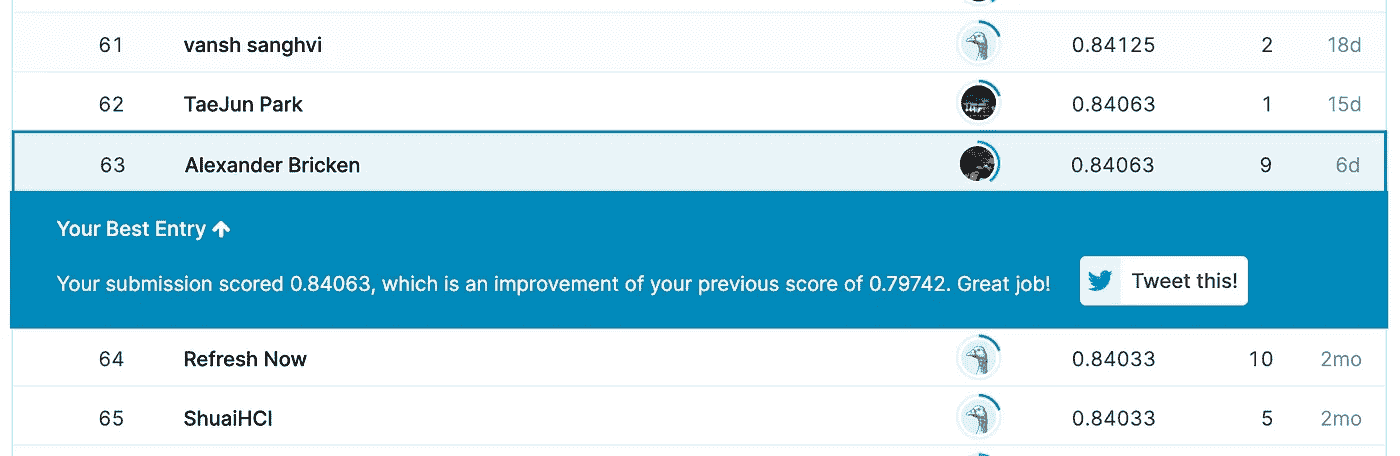 61 vansh sanghvi 0.84125 2 18d
62 TaeJun Park 0.84063 1 15d
63 Alexander Bricken 0.84063 9 6d
Your Best Entry ↑
Your submission scored 0.84063, which is an improvement of your previous score of 0.79742. Great job! Tweet this!
64 Refresh Now 0.84033 10 2mo
65 ShuaiHCI 0.84033 5 2mo